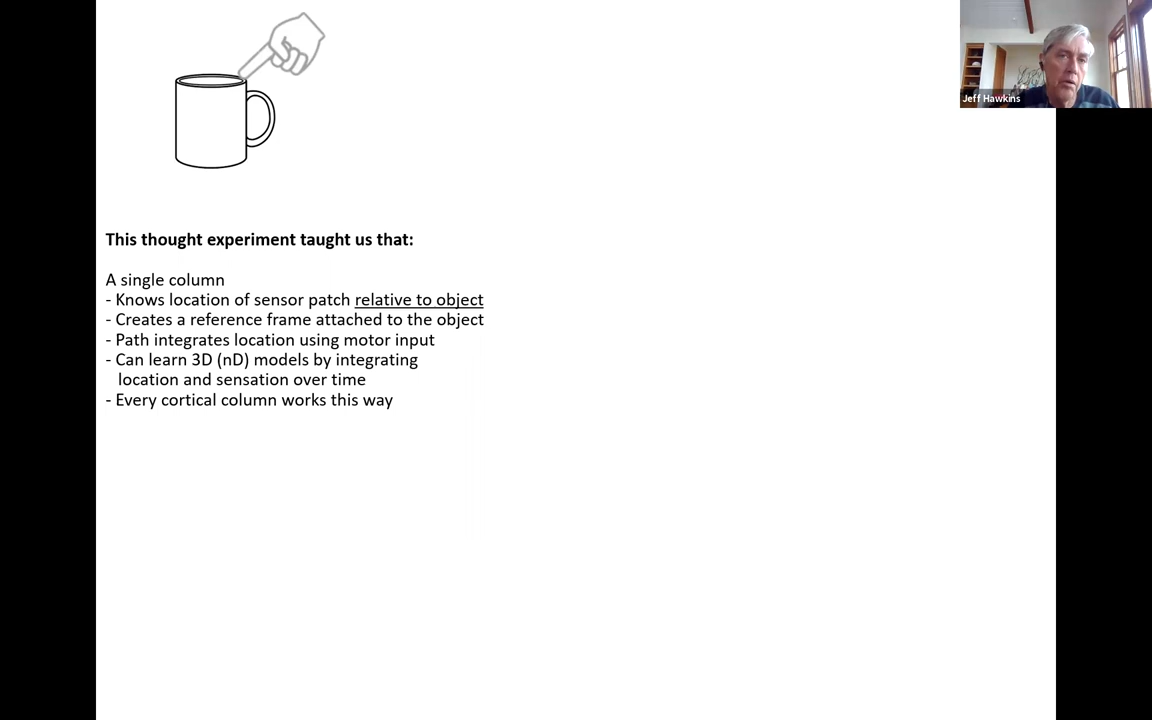 Jeff Hawkins
This thought experiment taught us that:
A single column
- Knows location of sensor patch relative to object
- Creates a reference frame attached to the object
- Path integrates location using motor input
- Can learn 3D (nD) models by integrating
location and sensation over time
- Every cortical column works this way